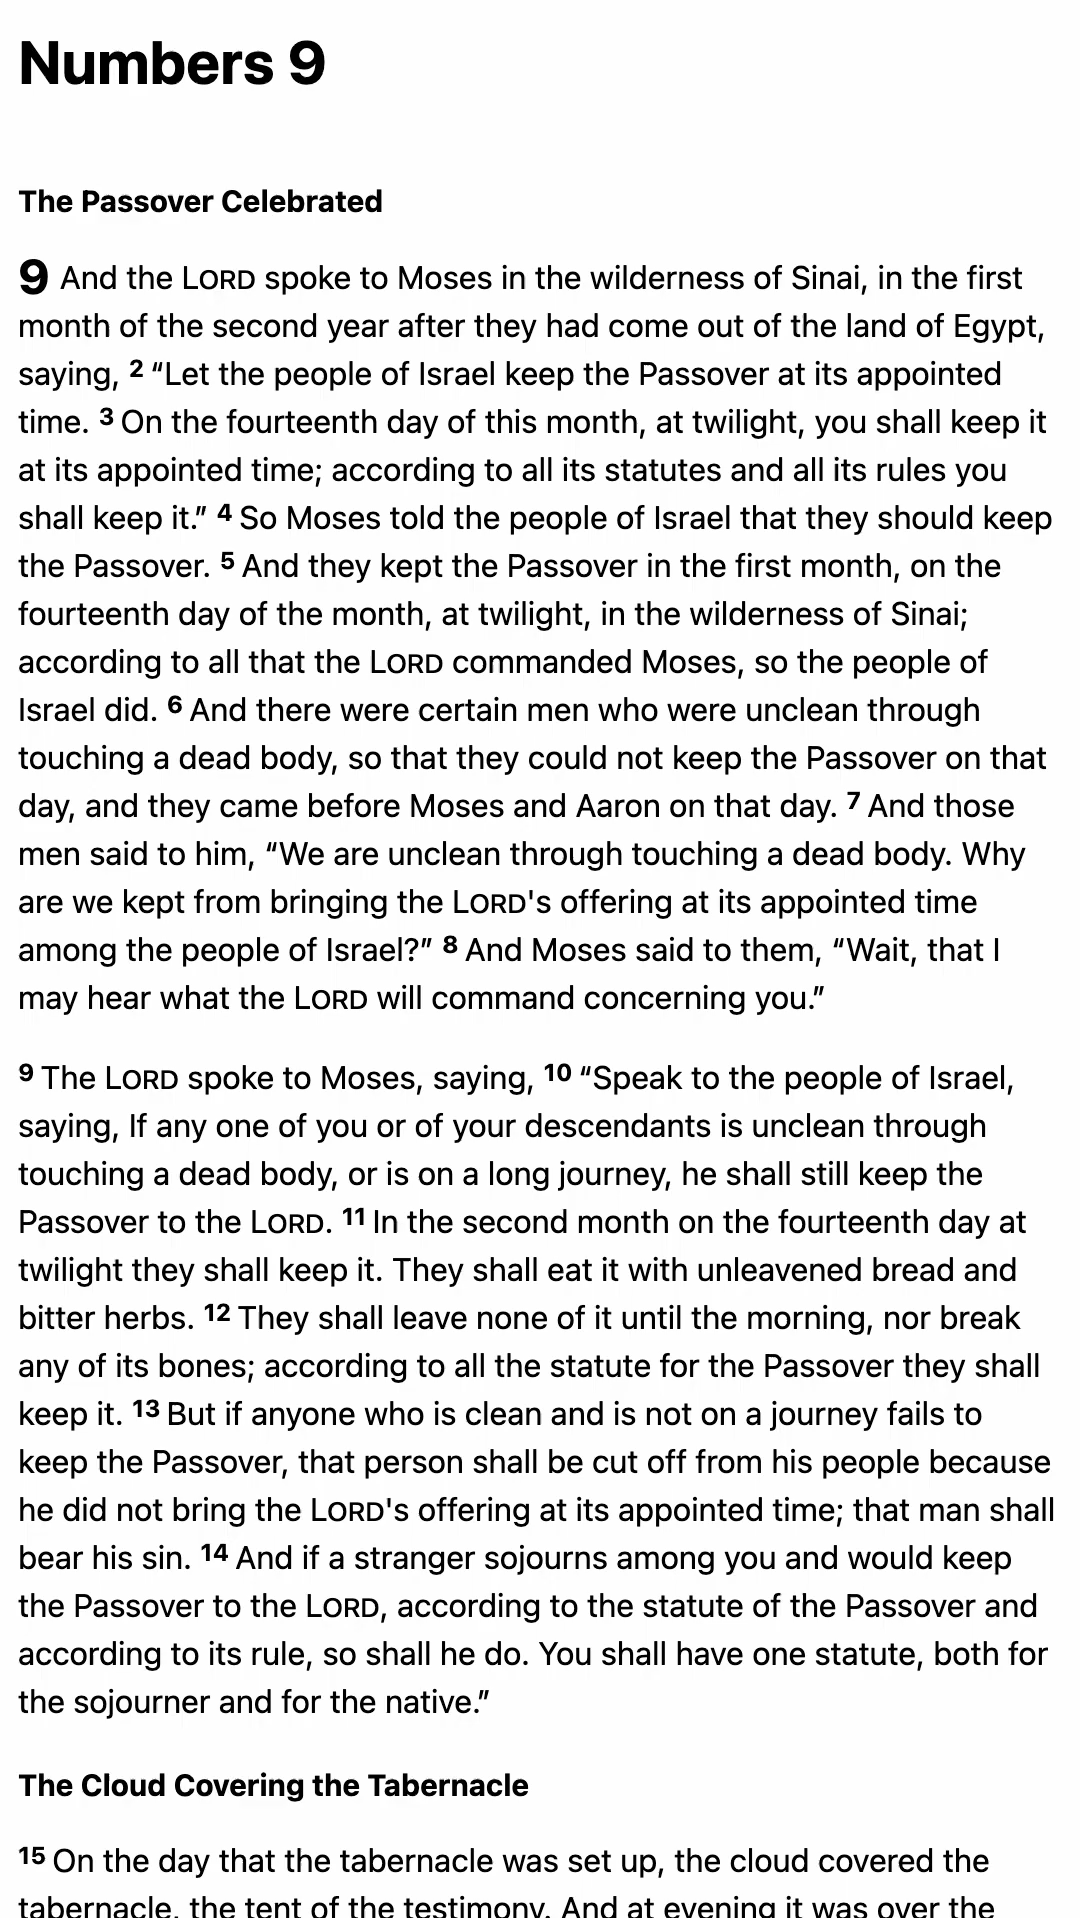 Numbers 9
The Passover Celebrated
9 And the LORD spoke to Moses in the wilderness of Sinai, in the first
month of the second year after they had come out of the land of Egypt,
saying, 2 “Let the people of Israel keep the Passover at its appointed
time. 3 On the fourteenth day of this month, at twilight, you shall keep it
at its appointed time; according to all its statutes and all its rules you
shall keep it.” 4 So Moses told the people of Israel that they should keep
the Passover. 5 And they kept the Passover in the first month, on the
fourteenth day of the month, at twilight, in the wilderness of Sinai;
according to all that the LORD commanded Moses, so the people of
Israel did. 6 And there were certain men who were unclean through
touching a dead body, so that they could not keep the Passover on that
day, and they came before Moses and Aaron on that day. 7 And those
men said to him, “We are unclean through touching a dead body. Why
are we kept from bringing the LORD's offering at its appointed time
among the people of Israel?” 8 And Moses said to them, “Wait, that I
may hear what the LORD will command concerning you.”
9 The LORD spoke to Moses, saying, 10 “Speak to the people of Israel,
saying, If any one of you or of your descendants is unclean through
touching a dead body, or is on a long journey, he shall still keep the
Passover to the LORD. 11 In the second month on the fourteenth day at
twilight they shall keep it. They shall eat it with unleavened bread and
bitter herbs. 12 They shall leave none of it until the morning, nor break
any of its bones; according to all the statute for the Passover they shall
keep it. 13 But if anyone who is clean and is not on a journey fails to
keep the Passover, that person shall be cut off from his people because
he did not bring the LORD's offering at its appointed time; that man shall
bear his sin. 14 And if a stranger sojourns among you and would keep
the Passover to the LORD, according to the statute of the Passover and
according to its rule, so shall he do. You shall have one statute, both for
the sojourner and for the native.”
The Cloud Covering the Tabernacle
15 On the day that the tabernacle was set up, the cloud covered the
tabernacle, the tent of the testimony. And at evening it was over the